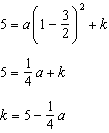 5 = a(1 - 3/2)² + k
5 = 1/4 a + k
k = 5 - 1/4 a